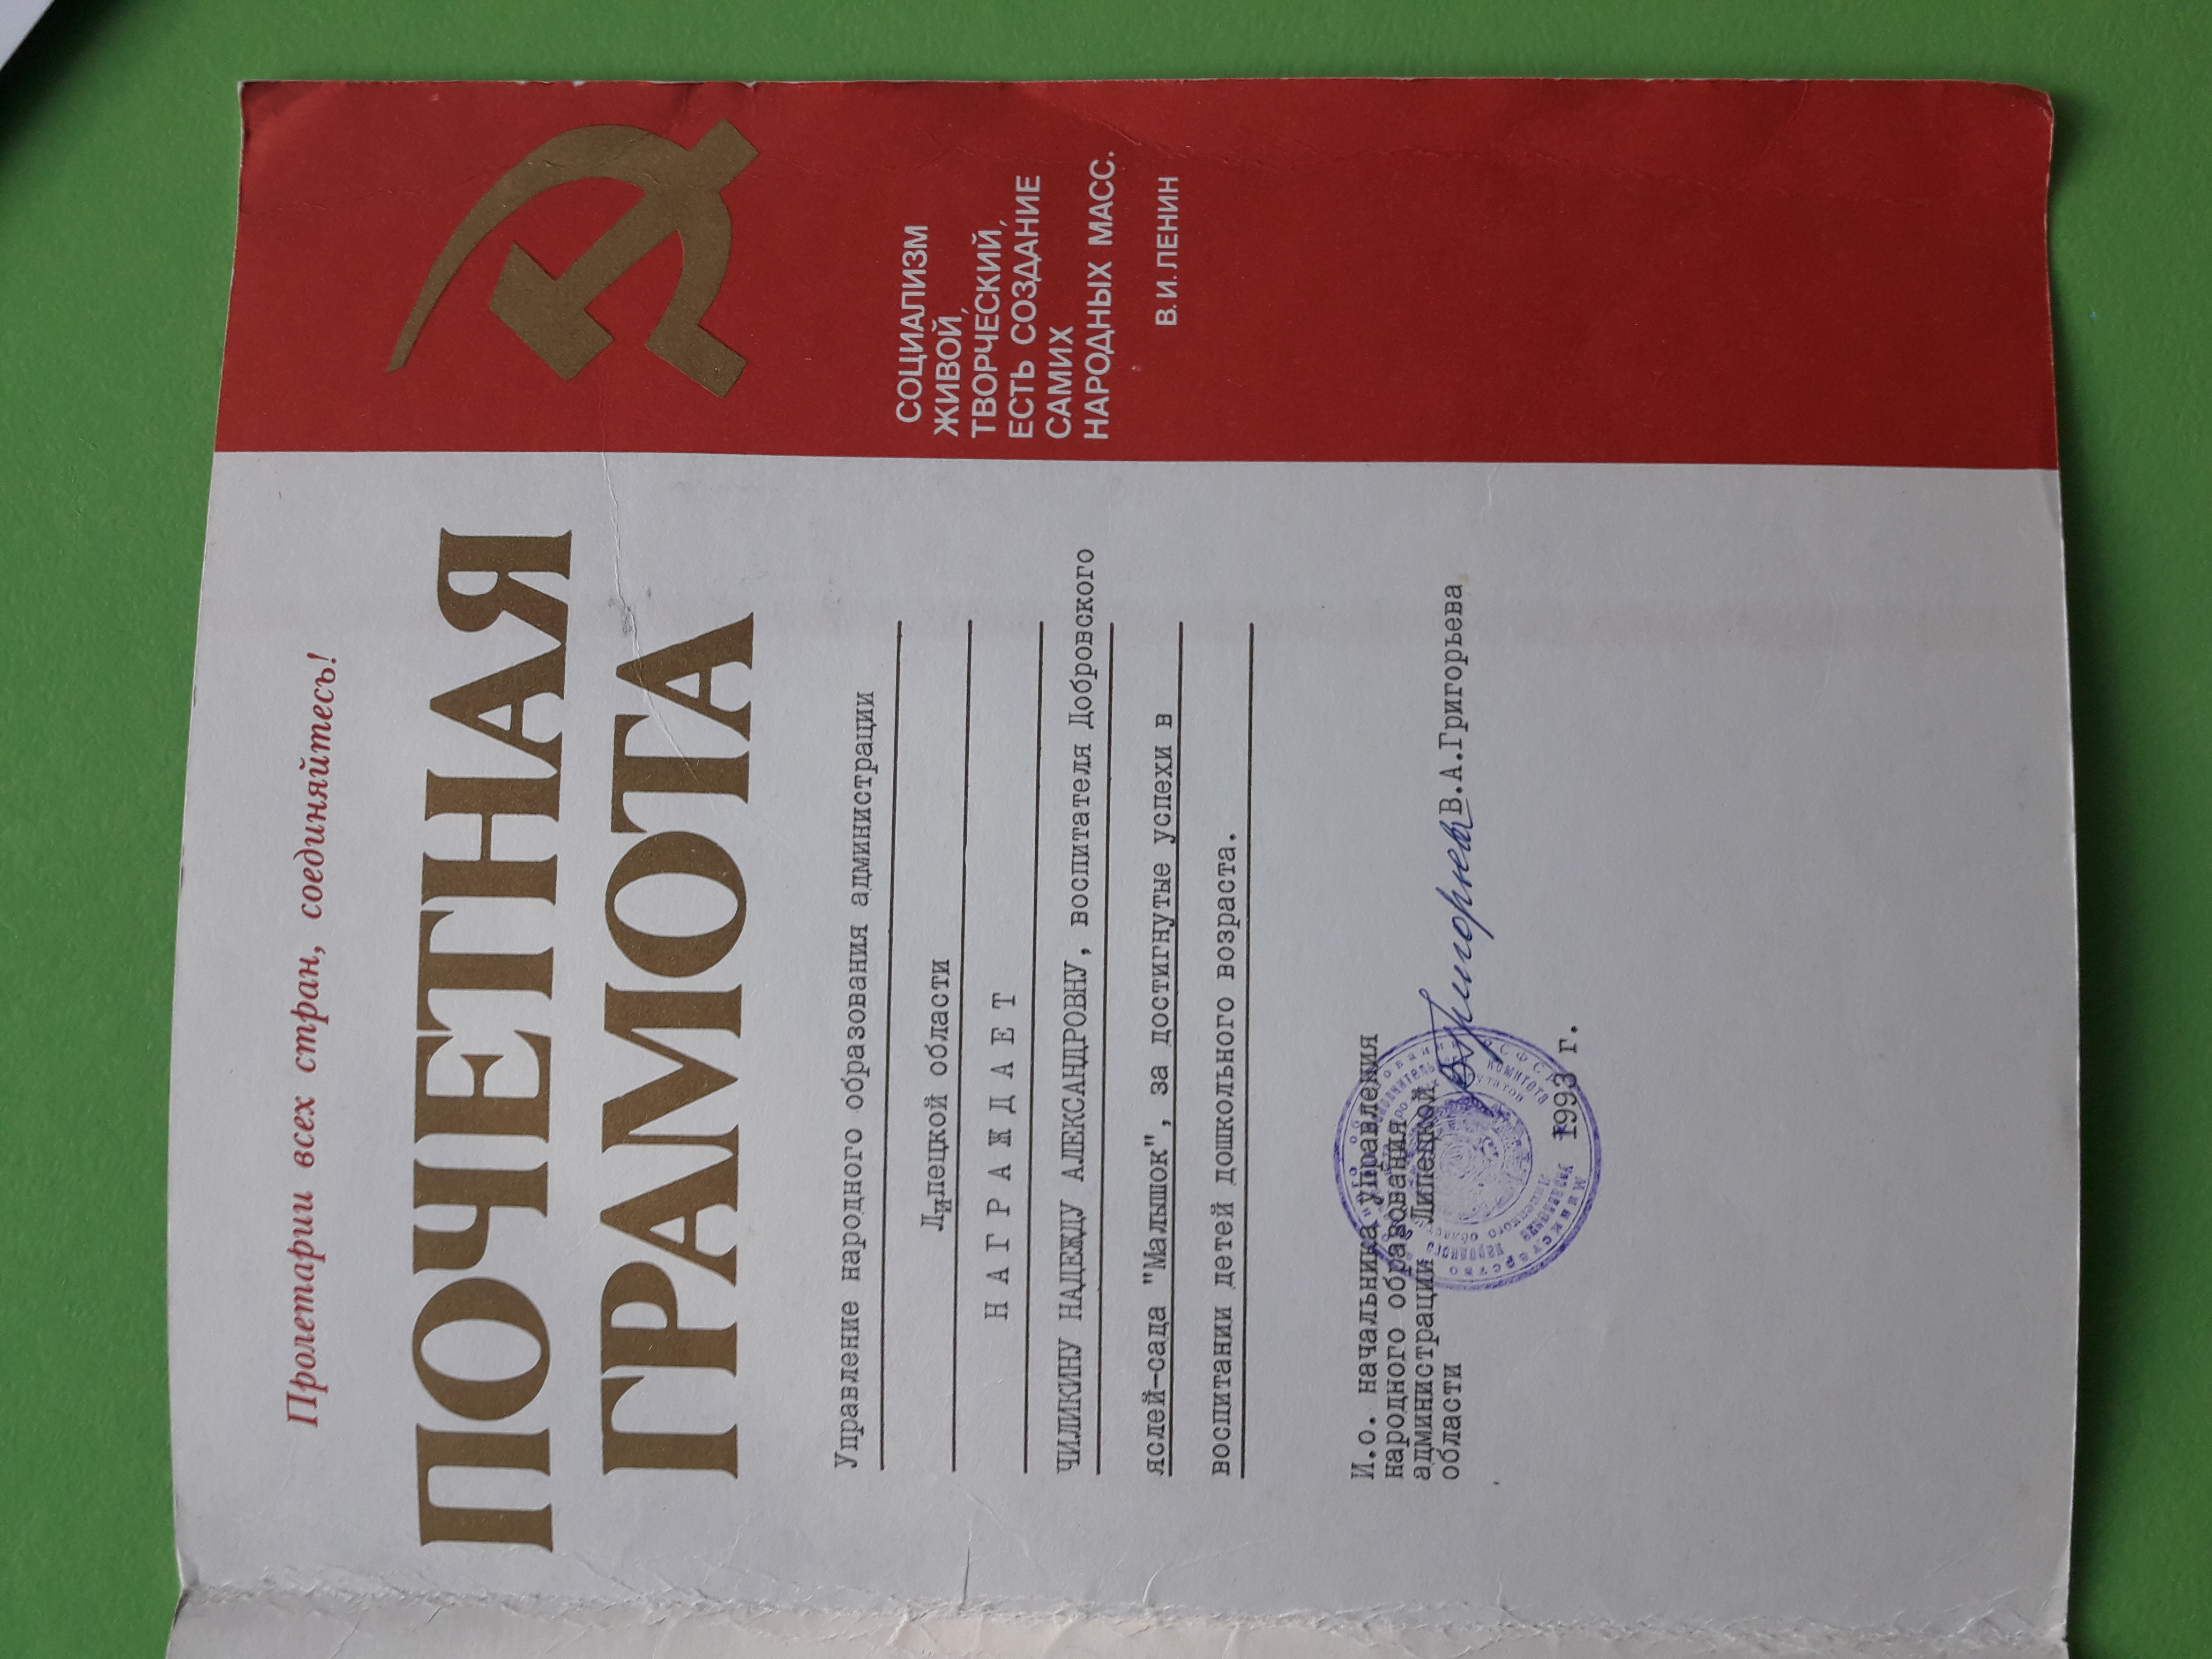 Пролетарии всех стран, соединяйтесь!
ПОЧЕТНАЯ
ГРАМОТА
Управление народного образования администрации
Липецкой области
Н А Г Р А Ж Д А Е Т
ЧИЛИКИНУ НАДЕЖДУ АЛЕКСАНДРОВНУ, воспитателя Добровского
яслей-сада "Малышок", за достигнутые успехи в
воспитании детей дошкольного возраста.
И.о. начальника управления
народного образования
администрации Липецкой
области
В.А.Григорьева
1993 г.
СОЦИАЛИЗМ
ЖИВОЙ,
ТВОРЧЕСКИЙ,
ЕСТЬ СОЗДАНИЕ
САМИХ
НАРОДНЫХ МАСС.
В. И. ЛЕНИН